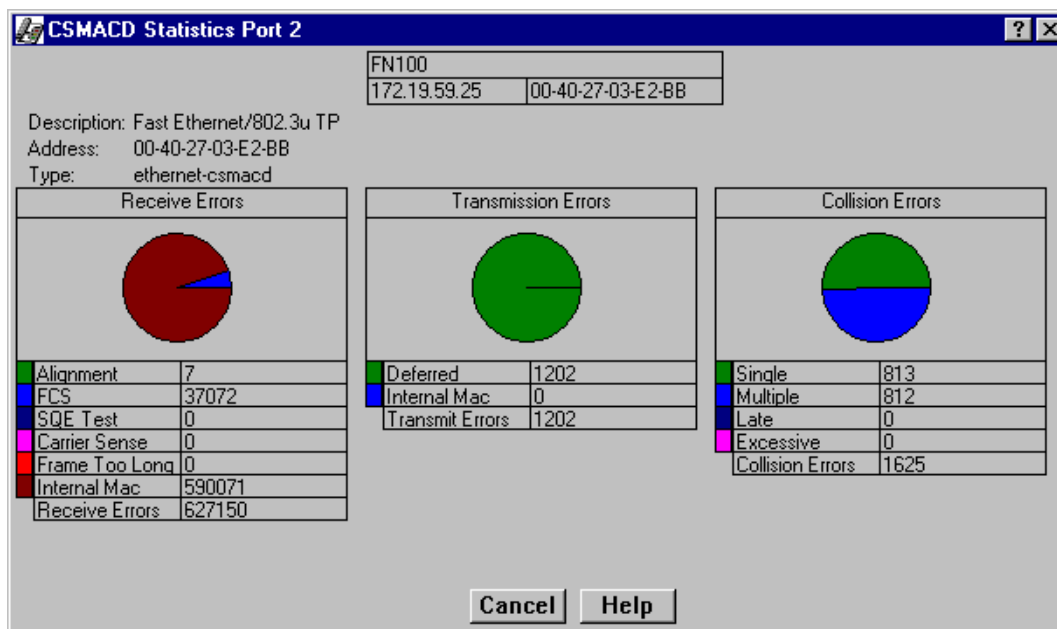 CSMACD Statistics Port 2
? X
FN100
172.19.59.25 00-40-27-03-E2-BB
Description: Fast Ethernet/802.3u TP
Address: 00-40-27-03-E2-BB
Type: ethernet-csmacd
Receive Errors
Alignment 7
FCS 37072
SQE Test 0
Carrier Sense 0
Frame Too Long 0
Internal Mac 590071
Receive Errors 627150
Transmission Errors
Deferred 1202
Internal Mac 0
Transmit Errors 1202
Collision Errors
Single 813
Multiple 812
Late 0
Excessive 0
Collision Errors 1625
Cancel Help